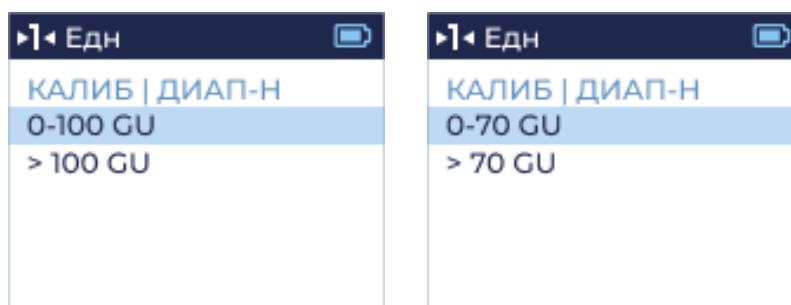 Едн
КАЛИБ | ДИАП-Н
0-100 GU
> 100 GU
Едн
КАЛИБ | ДИАП-Н
0-70 GU
> 70 GU